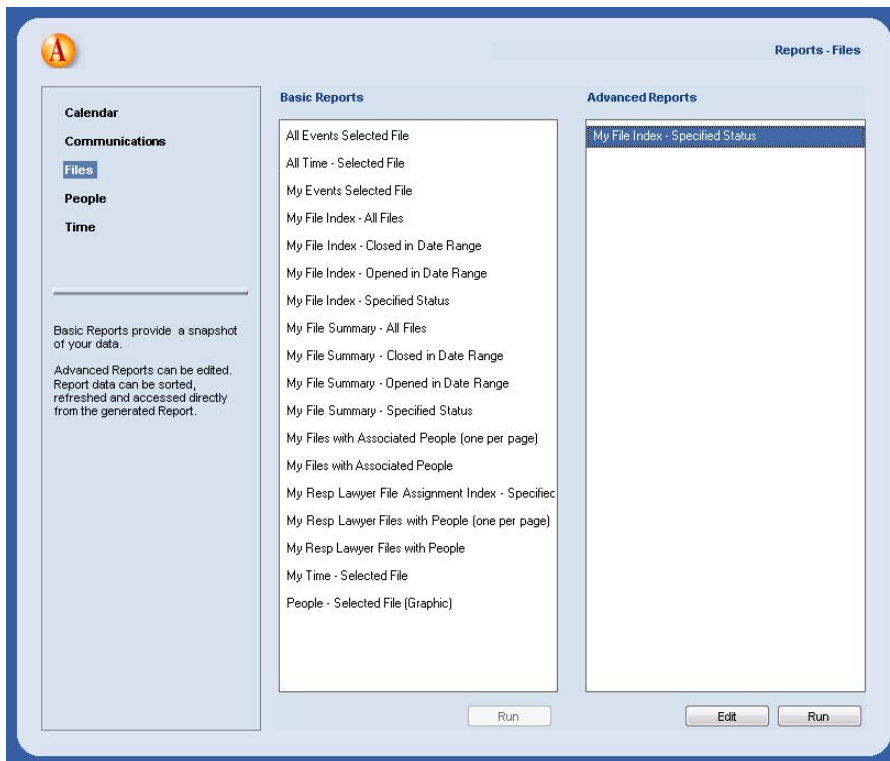 A
Reports - Files
Calendar
Communications
Files
People
Time
Basic Reports provide a snapshot
of your data.
Advanced Reports can be edited.
Report data can be sorted,
refreshed and accessed directly
from the generated Report.
Basic Reports
All Events Selected File
All Time - Selected File
My Events Selected File
My File Index - All Files
My File Index - Closed in Date Range
My File Index - Opened in Date Range
My File Index - Specified Status
My File Summary - All Files
My File Summary - Closed in Date Range
My File Summary - Opened in Date Range
My File Summary - Specified Status
My Files with Associated People (one per page)
My Files with Associated People
My Resp Lawyer File Assignment Index - Specifiec
My Resp Lawyer Files with People (one per page)
My Resp Lawyer Files with People
My Time - Selected File
People - Selected File (Graphic)
Run
Advanced Reports
My File Index - Specified Status
Edit
Run